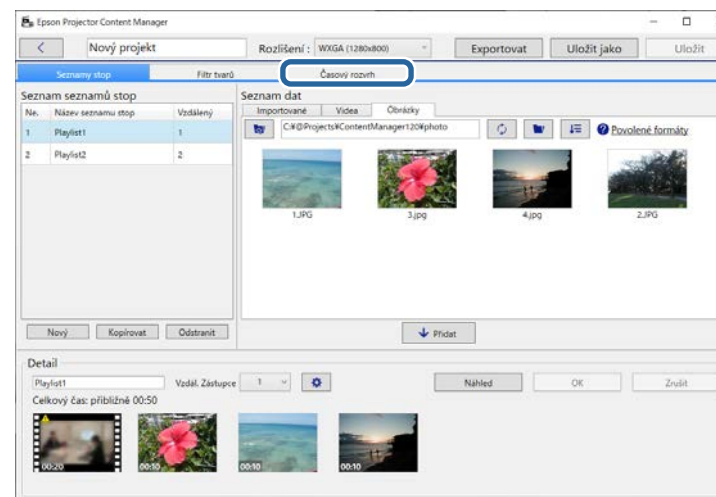 Epson Projector Content Manager
Nový projekt Rozlišení : WXGA (1280x800) Exportovat Uložit jako Uložit
Seznamy stop Filtr tvarů Časový rozvrh
Seznam seznamů stop Seznam dat
Ne. Název seznamu stop Vzdálený Importované Videa Obrázky
1 Playlist1 1 C:¥@Projects¥ContentManager120¥photo Povolené formáty
2 Playlist2 2
1.JPG 3.jpg 4.jpg 2.JPG
Nový Kopírovat Odstranit Přidat
Detail
Playlist1 Vzdál. Zástupce 1 Náhled OK Zrušit
Celkový čas: přibližně 00:50
00:20 00:10 00:10 00:10